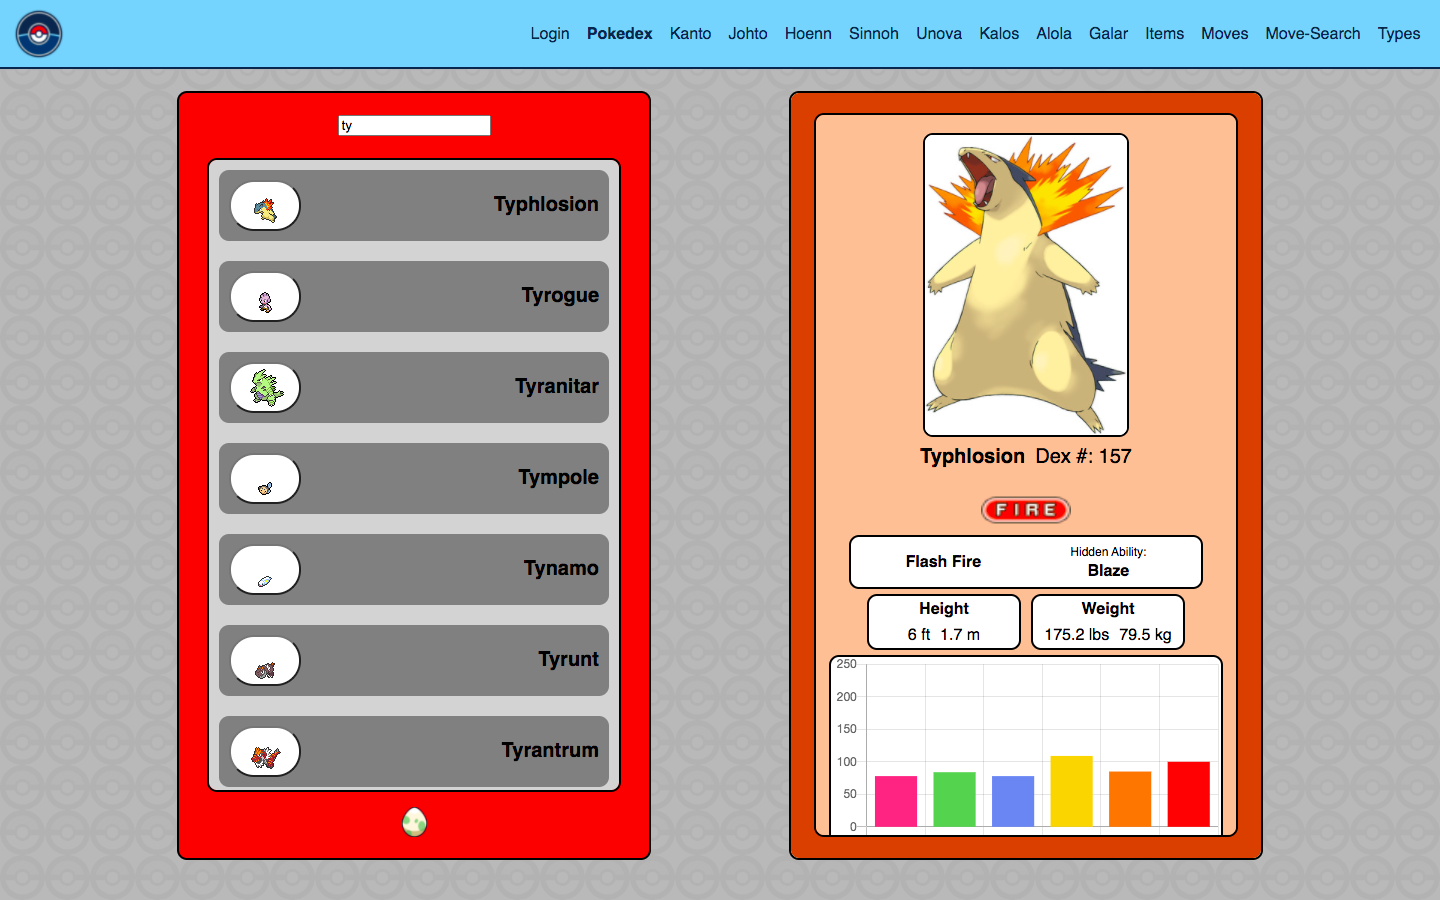 Login Pokedex Kanto Johto Hoenn Sinnoh Unova Kalos Alola Galar Items Moves Move-Search Types
ty
Typhlosion
Tyrogue
Tyranitar
Tympole
Tynamo
Tyrunt
Tyrantrum
Typhlosion Dex #: 157
FIRE
Flash Fire
Hidden Ability:
Blaze
Height
6 ft 1.7 m
Weight
175.2 lbs 79.5 kg
250
200
150
100
50
0